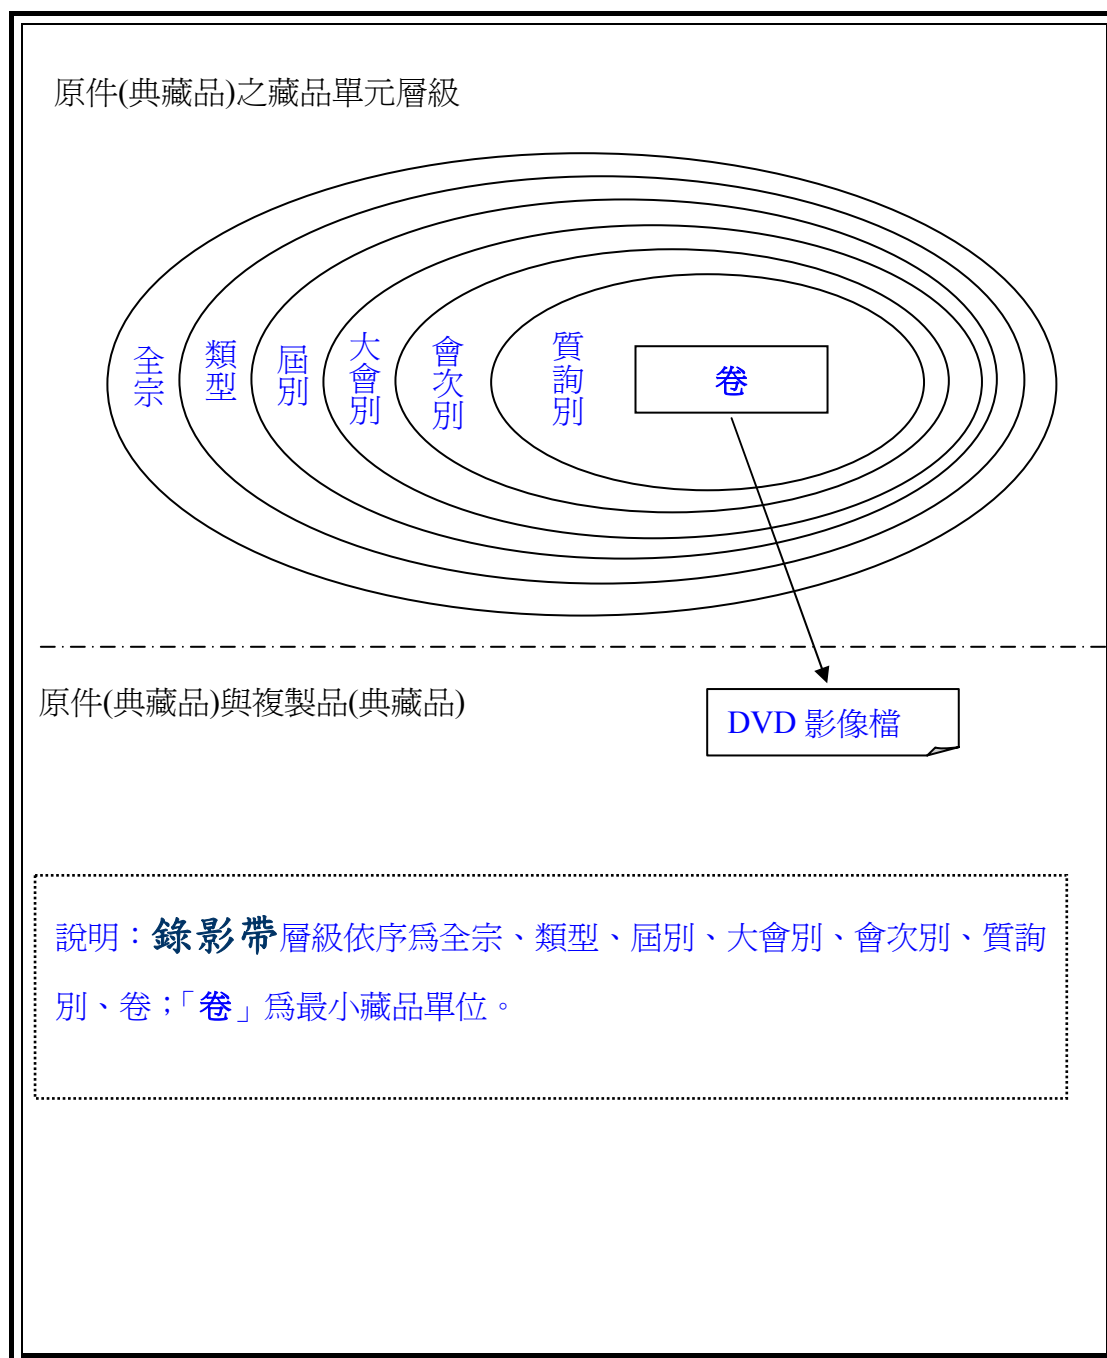 原件(典藏品)之藏品單元層級
全宗
類型
屆別
大會別
會次別
質詢別
卷
原件(典藏品)與複製品(典藏品)
DVD 影像檔
說明：錄影帶層級依序為全宗、類型、屆別、大會別、會次別、質詢
別、卷；「卷」為最小藏品單位。